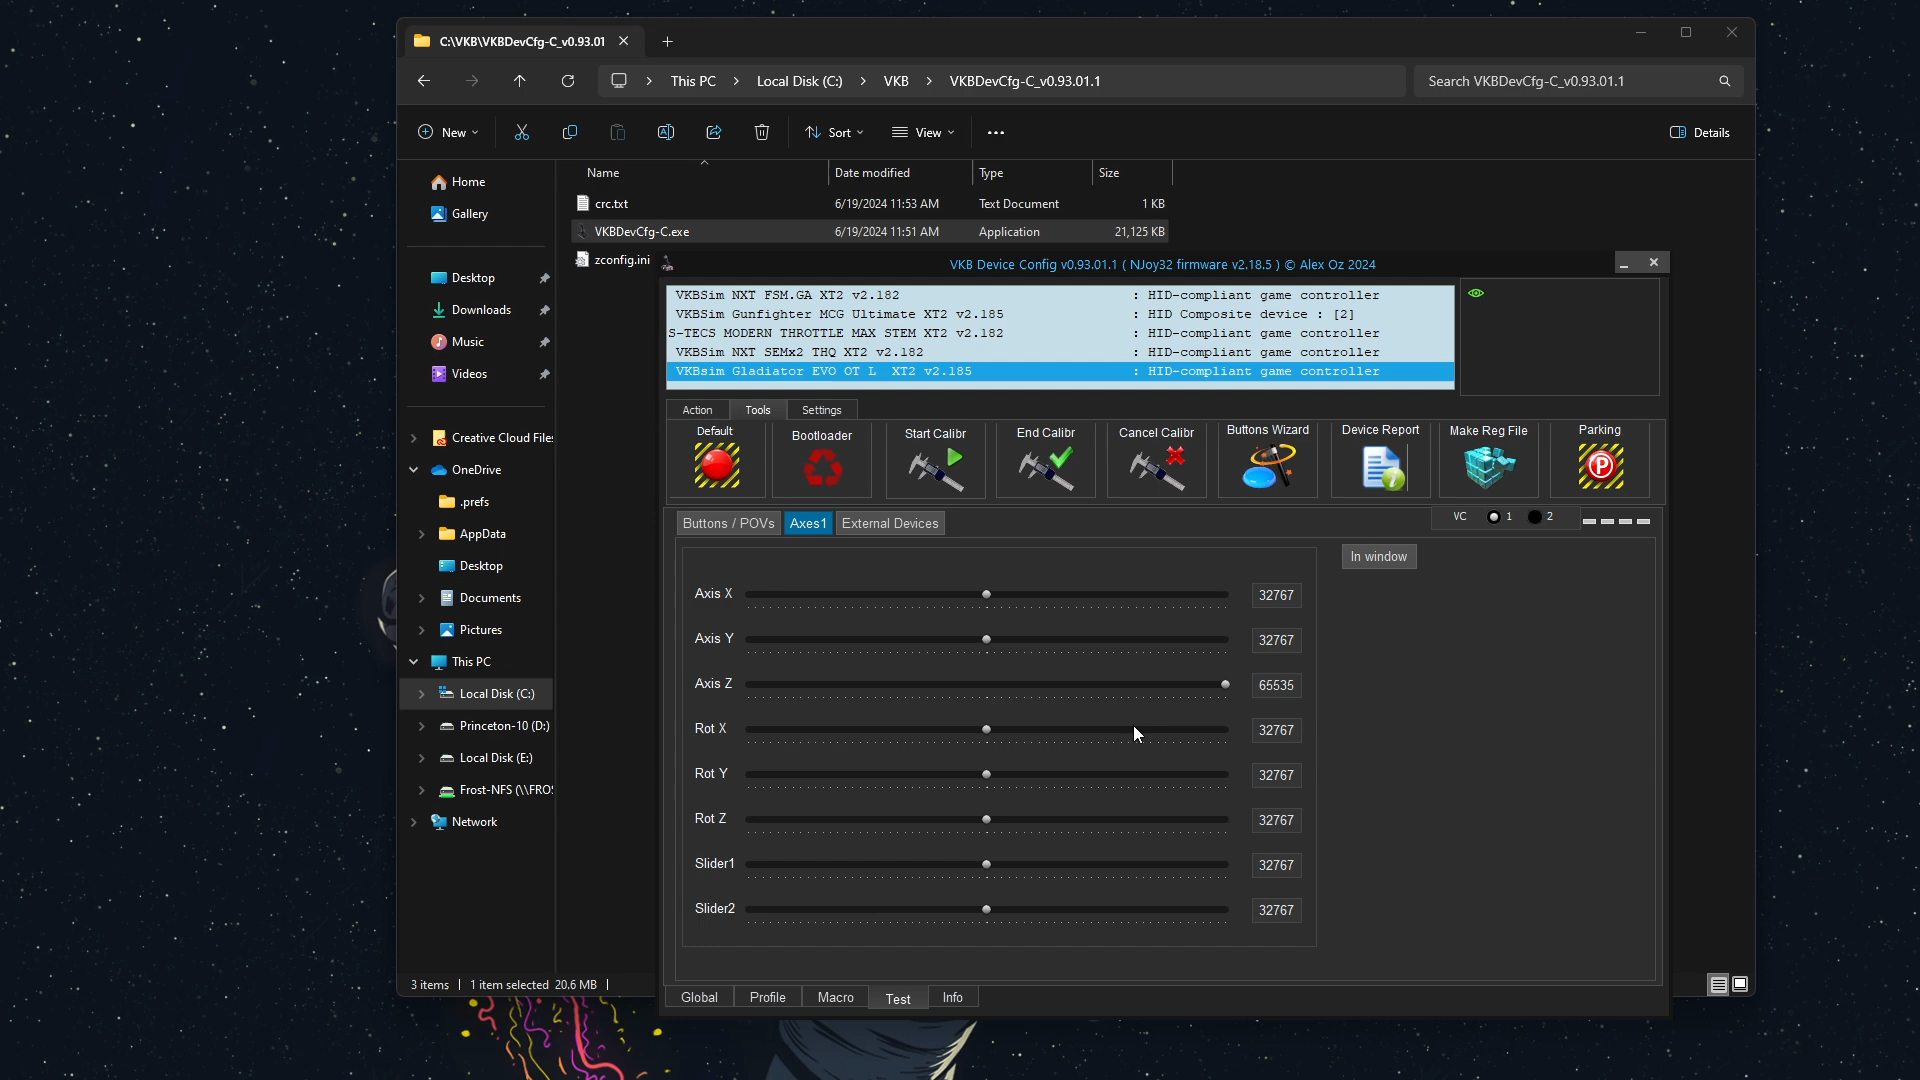 C:\VKB\VKBDevCfg-C_v0.93.01
This PC > Local Disk (C:) > VKB > VKBDevCfg-C_v0.93.01.1
Search VKBDevCfg-C_v0.93.01.1
New
Sort
View
Details
Name
Date modified
Type
Size
crc.txt 6/19/2024 11:53 AM Text Document 1 KB
VKBDevCfg-C.exe 6/19/2024 11:51 AM Application 21,125 KB
zconfig.ini
Home
Gallery
Desktop
Downloads
Music
Videos
Creative Cloud Files
OneDrive
.prefs
AppData
Desktop
Documents
Pictures
This PC
Local Disk (C:)
Princeton-10 (D:)
Local Disk (E:)
Frost-NFS (\\FROS
Network
3 items
1 item selected 20.6 MB
VKB Device Config v0.93.01.1 ( NJoy32 firmware v2.18.5 ) © Alex Oz 2024
VKBSim NXT FSM.GA XT2 v2.182 : HID-compliant game controller
VKBSim Gunfighter MCG Ultimate XT2 v2.185 : HID Composite device : [2]
S-TECS MODERN THROTTLE MAX STEM XT2 v2.182 : HID-compliant game controller
VKBSim NXT SEMx2 THQ XT2 v2.182 : HID-compliant game controller
VKBsim Gladiator EVO OT L XT2 v2.185 : HID-compliant game controller
Action
Tools
Settings
Default
Bootloader
Start Calibr
End Calibr
Cancel Calibr
Buttons Wizard
Device Report
Make Reg File
Parking
P
Buttons / POVs
Axes1
External Devices
VC 1 2
In window
Axis X 32767
Axis Y 32767
Axis Z 65535
Rot X 32767
Rot Y 32767
Rot Z 32767
Slider1 32767
Slider2 32767
Global
Profile
Macro
Test
Info